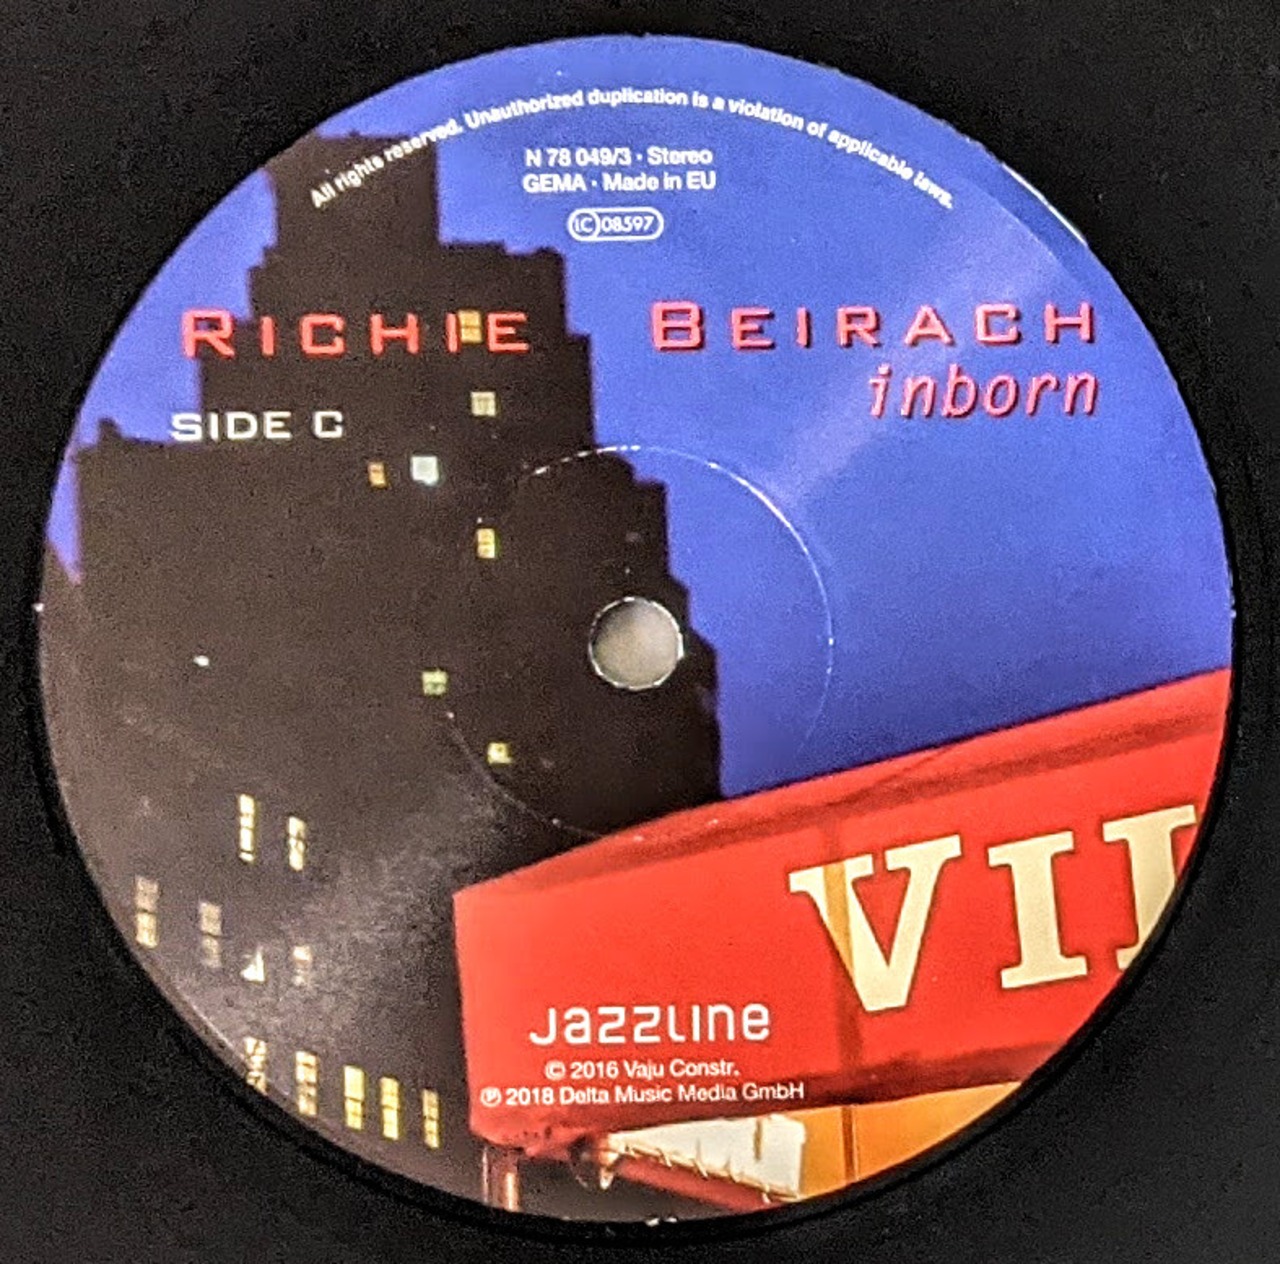 All rights reserved. Unauthorized duplication is a violation of applicable laws.
N 78 049/3 · Stereo
GEMA · Made in EU
LC 08597
RICHIE BEIRACH
inborn
SIDE C
VIL
Jazzline
© 2016 Vaju Constr.
℗ 2018 Delta Music Media GmbH